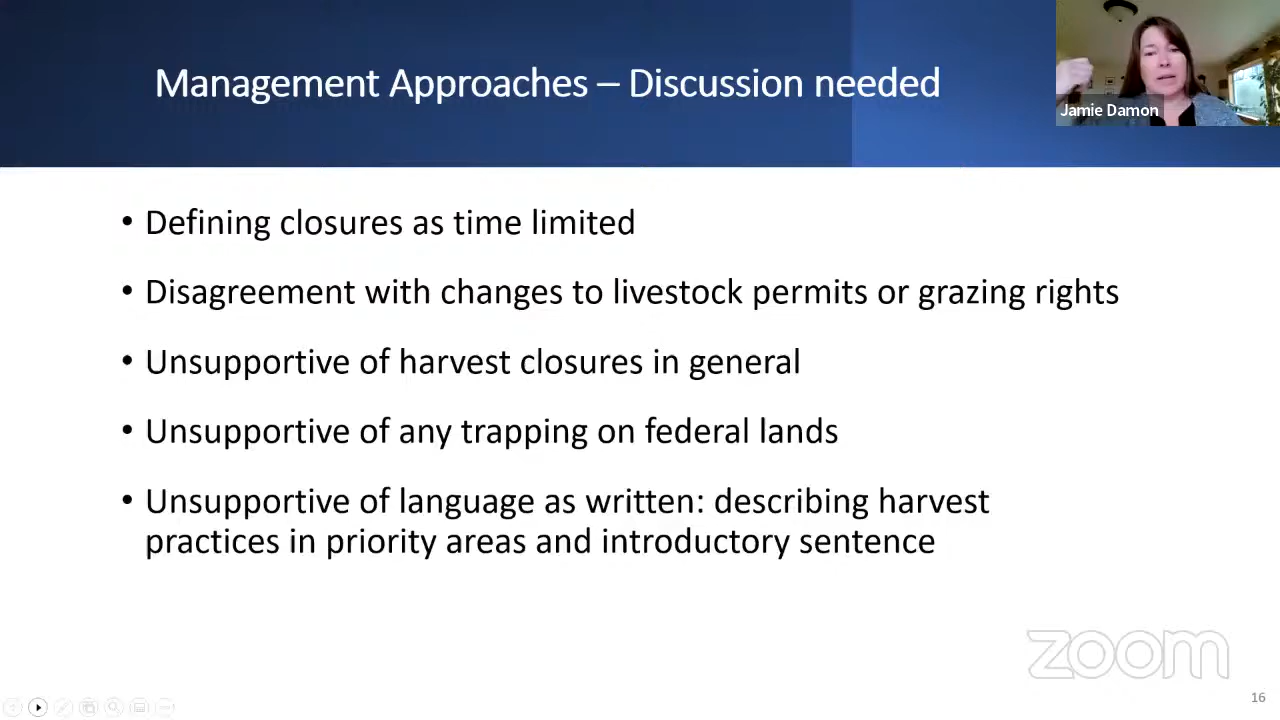 Management Approaches – Discussion needed
Jamie Damon
• Defining closures as time limited
• Disagreement with changes to livestock permits or grazing rights
• Unsupportive of harvest closures in general
• Unsupportive of any trapping on federal lands
• Unsupportive of language as written: describing harvest
practices in priority areas and introductory sentence
zoom
16